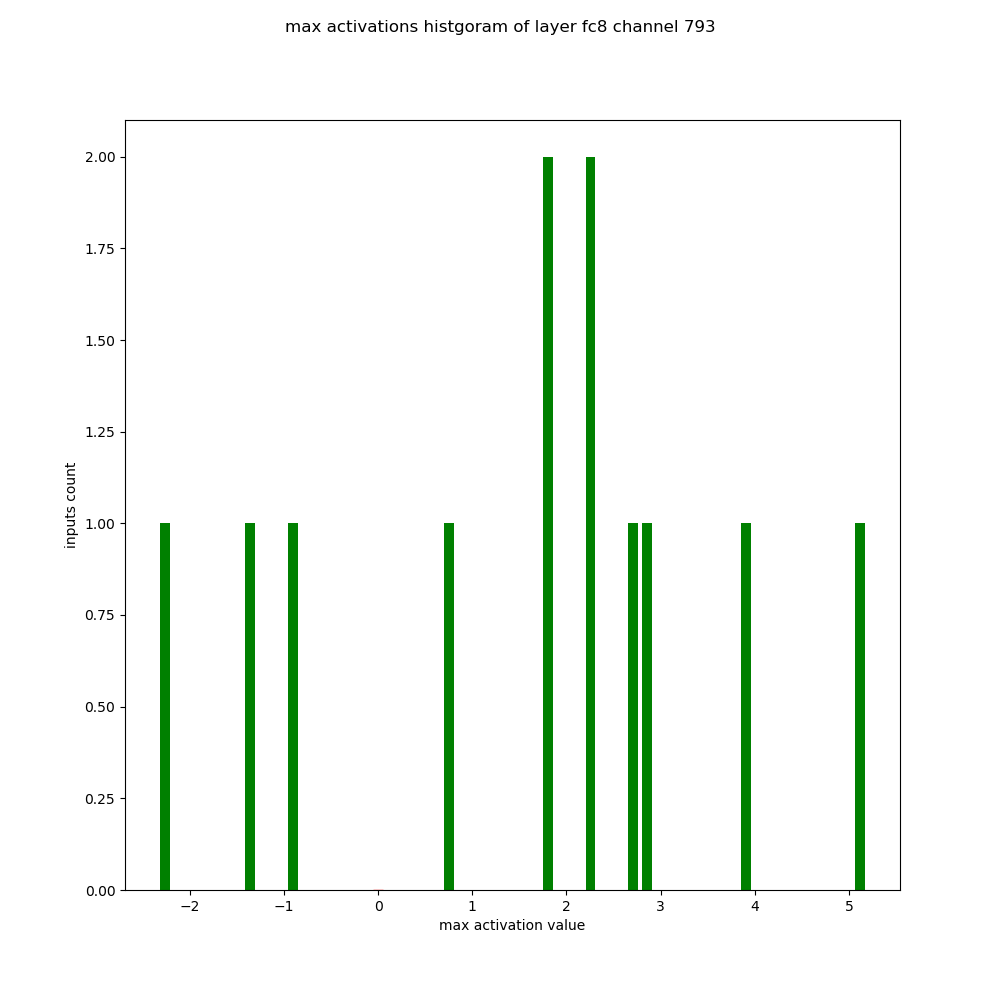 max activations histgoram of layer fc8 channel 793
2.00
1.75
1.50
1.25
1.00
0.75
0.50
0.25
0.00
inputs count
−2 −1 0 1 2 3 4 5
max activation value